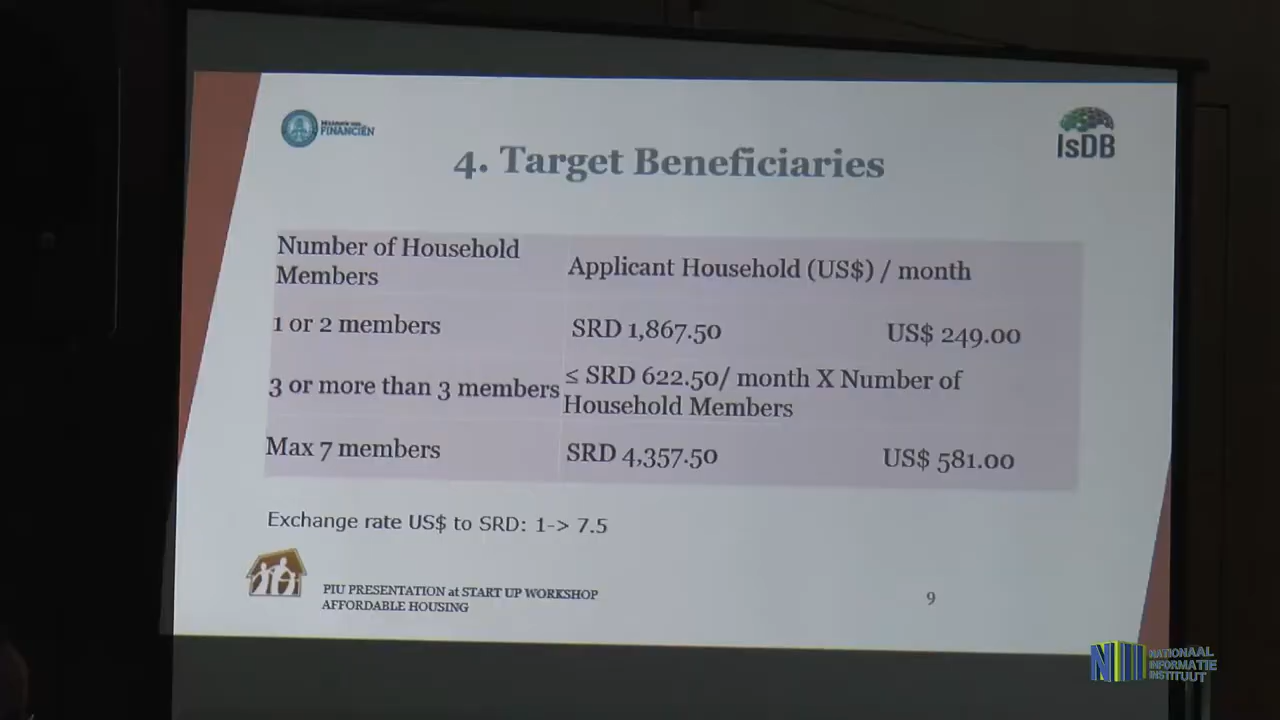 FINANCIËN
IsDB
4. Target Beneficiaries
Number of Household
Members
Applicant Household (US$) / month
1 or 2 members
SRD 1,867.50
US$ 249.00
3 or more than 3 members
≤ SRD 622.50/ month X Number of
Household Members
Max 7 members
SRD 4,357.50
US$ 581.00
Exchange rate US$ to SRD: 1-> 7.5
PIU PRESENTATION at START UP WORKSHOP
AFFORDABLE HOUSING
9
NII NATIONAAL
INFORMATIE
INSTITUUT